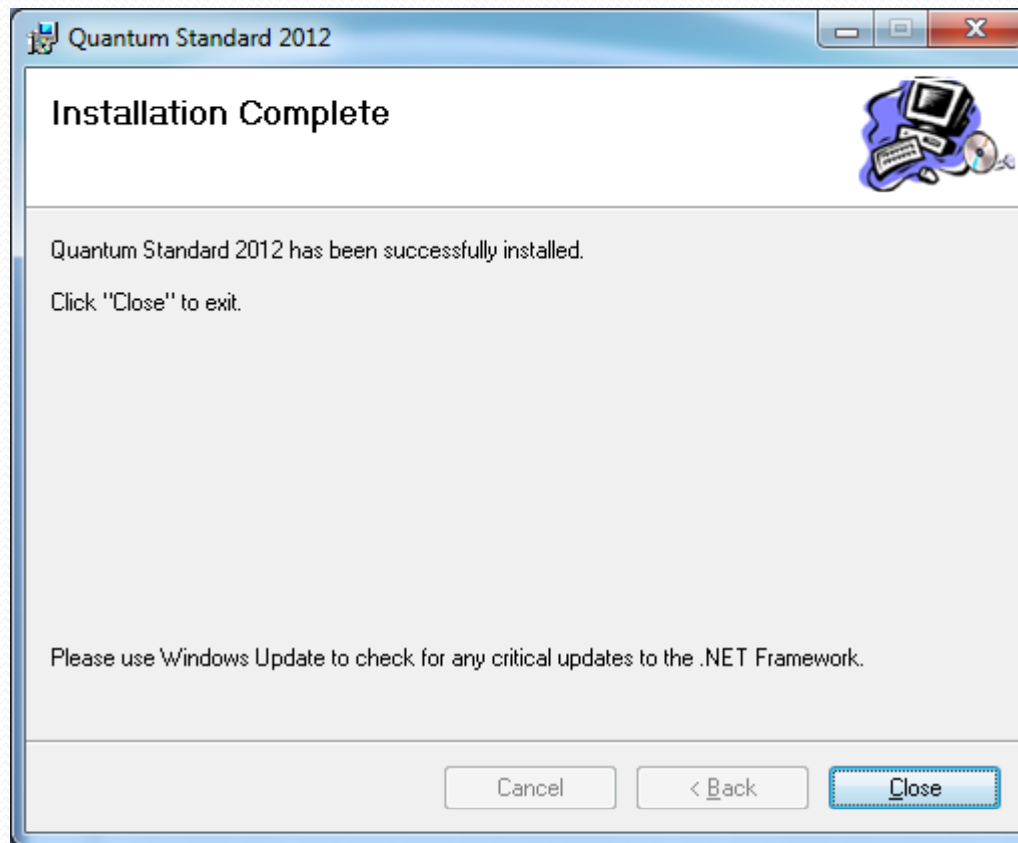 Quantum Standard 2012
Installation Complete
Quantum Standard 2012 has been successfully installed.
Click "Close" to exit.
Please use Windows Update to check for any critical updates to the .NET Framework.
Cancel
< Back
Close